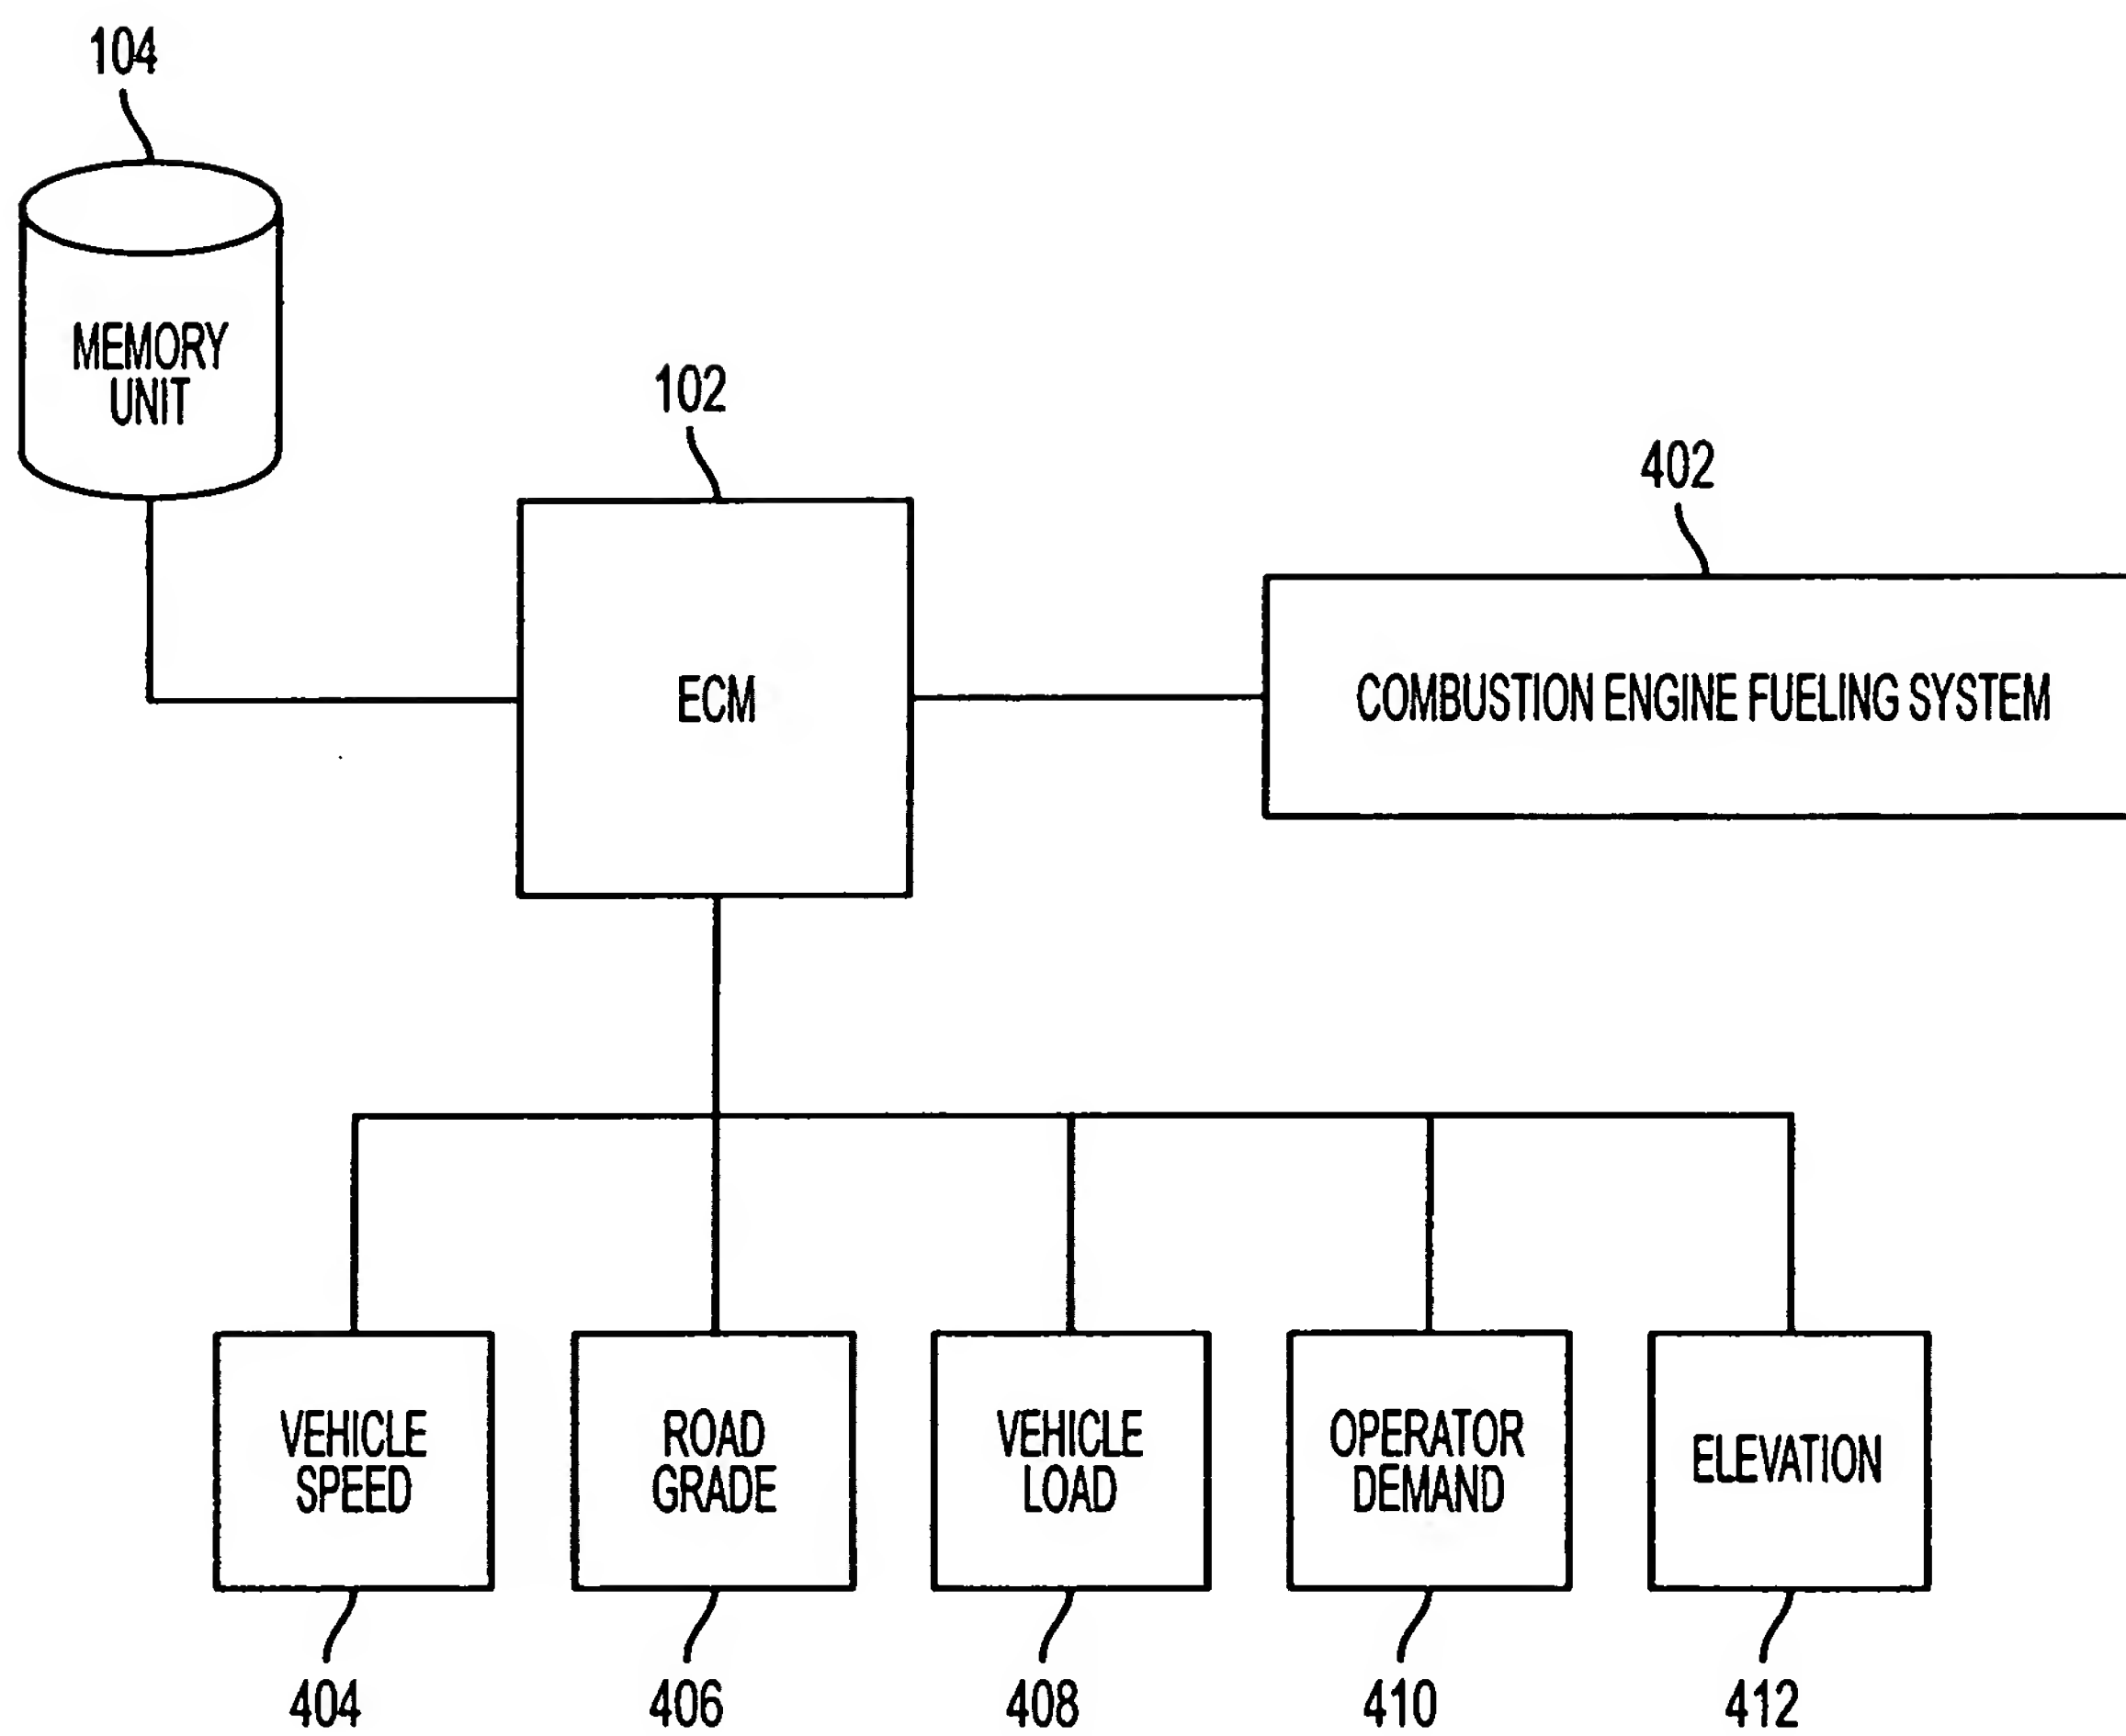 104
MEMORY
UNIT
102
ECM
402
COMBUSTION ENGINE FUELING SYSTEM
VEHICLE
SPEED
ROAD
GRADE
VEHICLE
LOAD
OPERATOR
DEMAND
ELEVATION
404
406
408
410
412